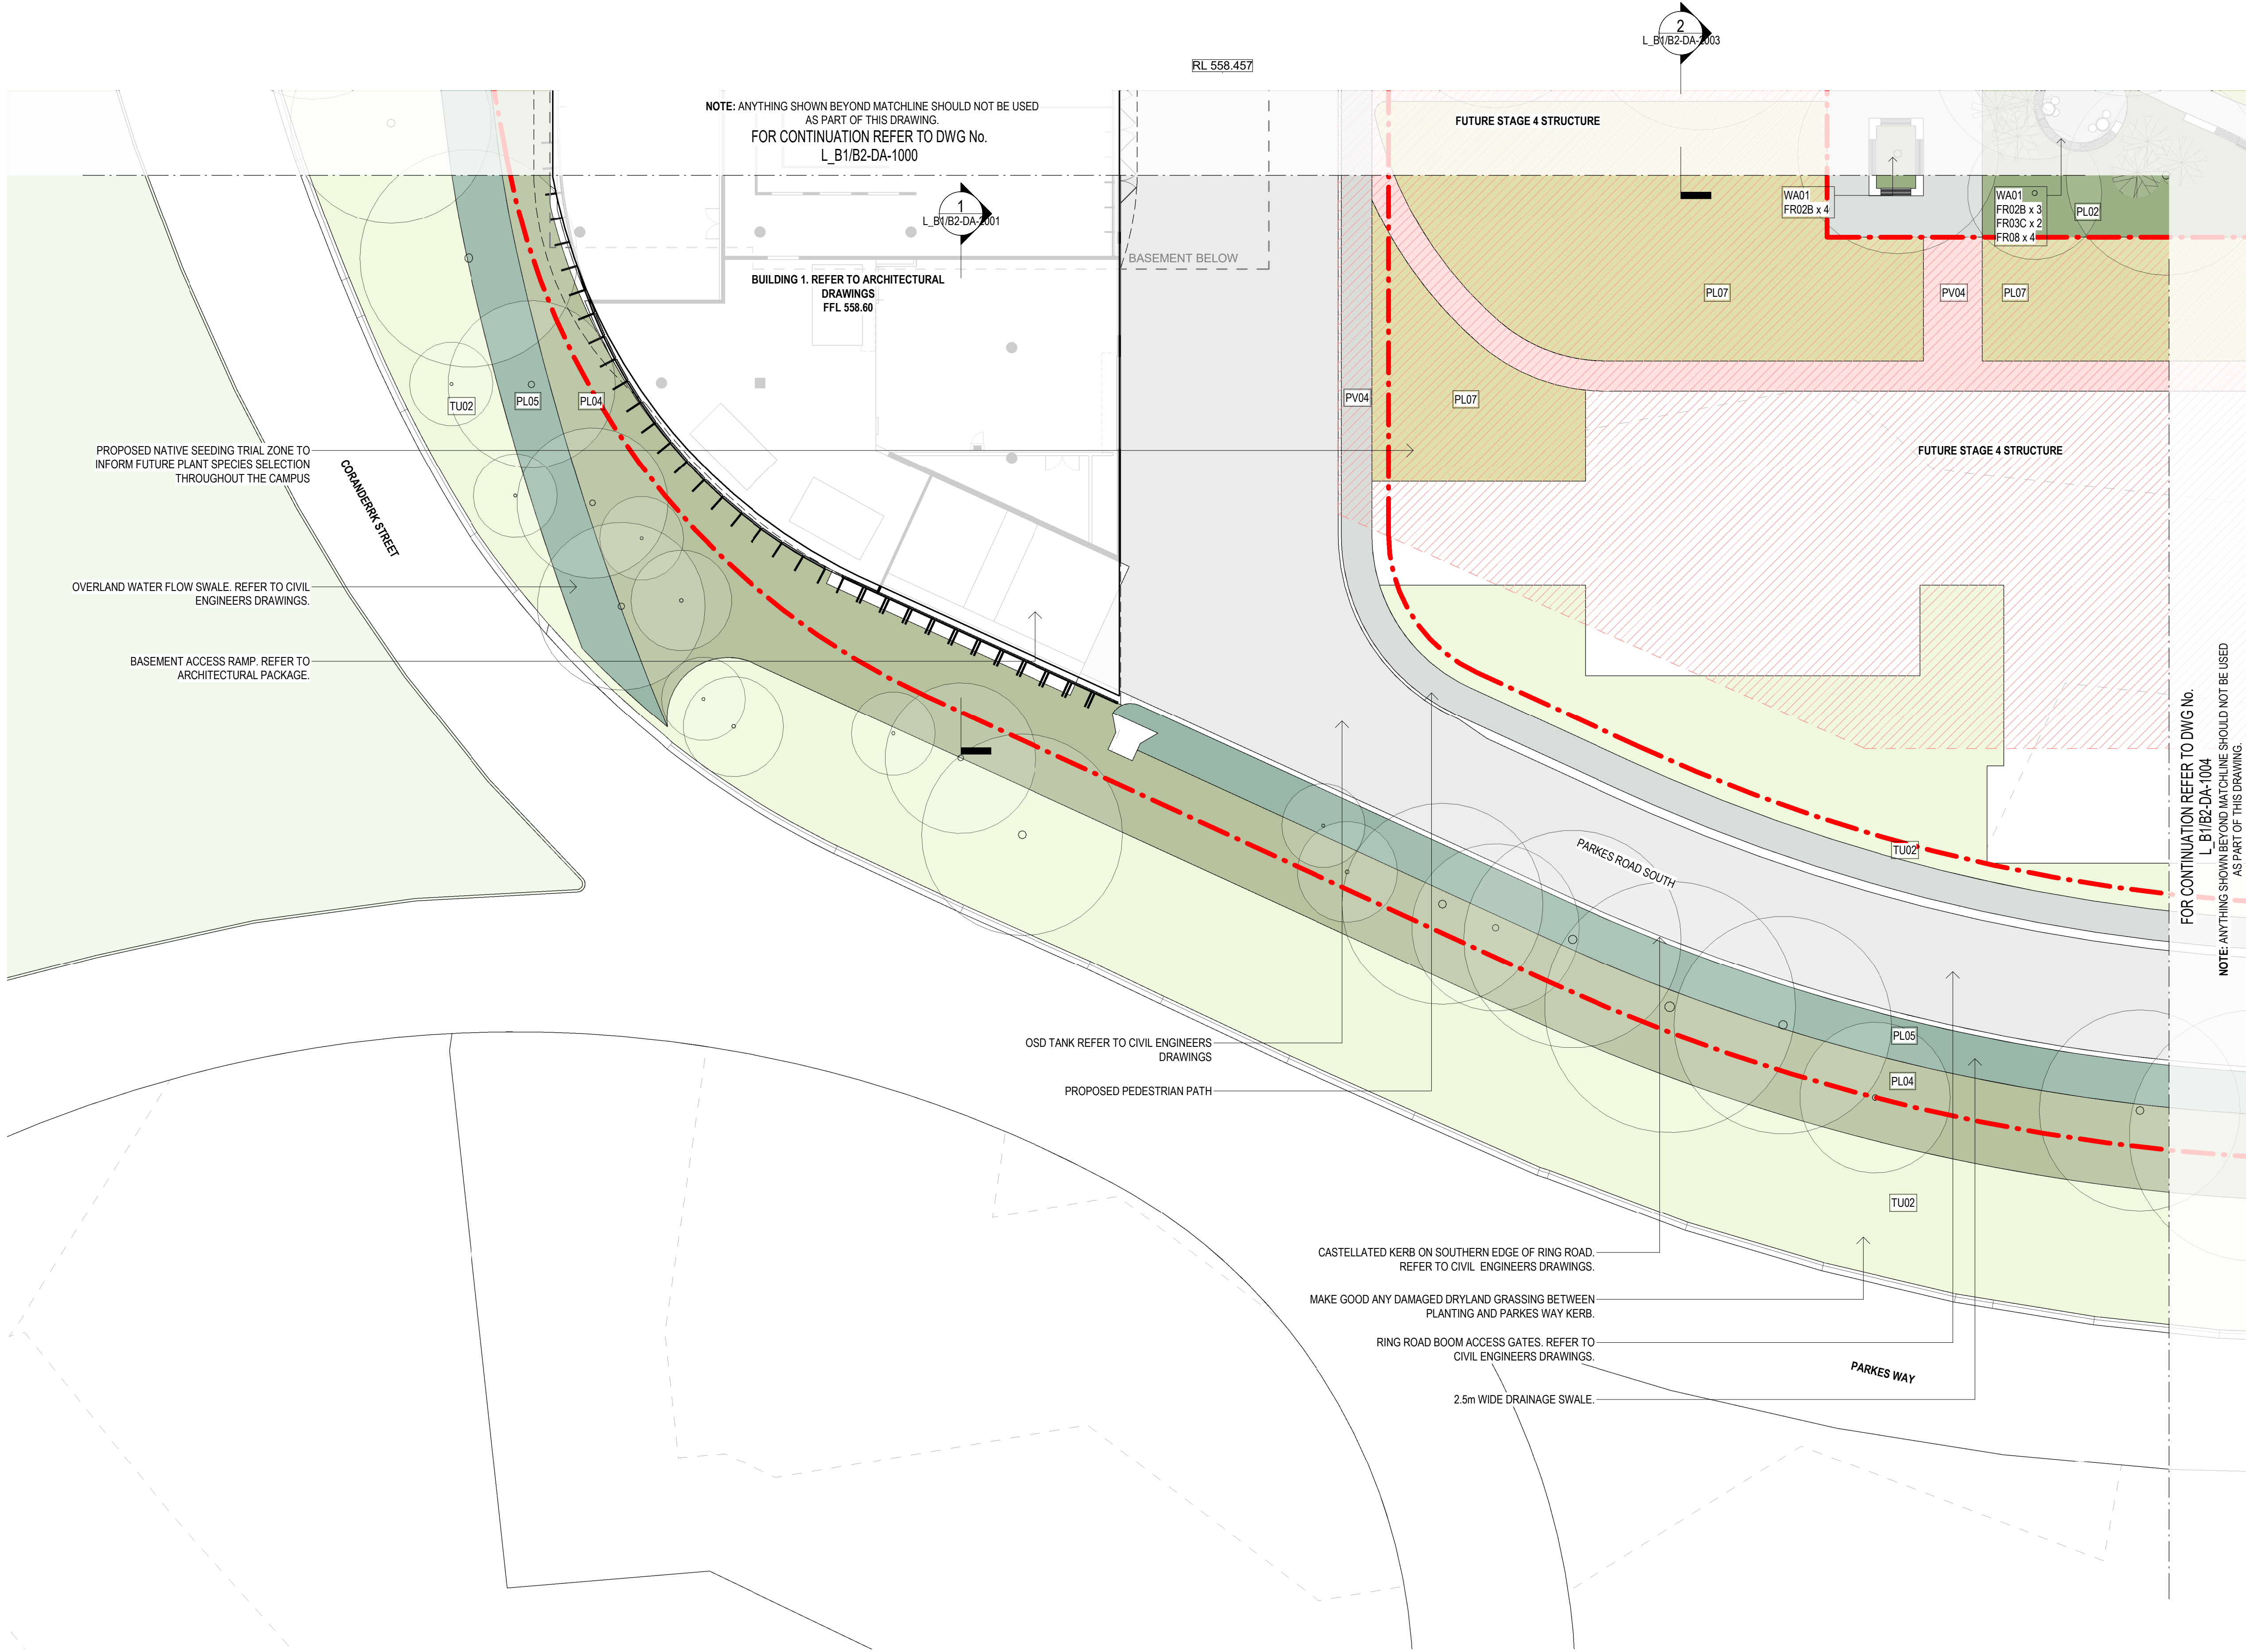 2
L_B1/B2-DA-2003
RL 558.457
NOTE: ANYTHING SHOWN BEYOND MATCHLINE SHOULD NOT BE USED
AS PART OF THIS DRAWING.
FOR CONTINUATION REFER TO DWG No.
L_B1/B2-DA-1000
FUTURE STAGE 4 STRUCTURE
1
L_B1/B2-DA-2001
WA01
FR02B x 4
WA01
FR02B x 3
FR03C x 2
FR08 x 4
PL02
BASEMENT BELOW
BUILDING 1. REFER TO ARCHITECTURAL
DRAWINGS
FFL 558.60
PL07
PV04
PL07
TU02
PL05
PL04
PV04
PL07
PROPOSED NATIVE SEEDING TRIAL ZONE TO
INFORM FUTURE PLANT SPECIES SELECTION
THROUGHOUT THE CAMPUS
FUTURE STAGE 4 STRUCTURE
CORANDERRK STREET
OVERLAND WATER FLOW SWALE. REFER TO CIVIL
ENGINEERS DRAWINGS.
BASEMENT ACCESS RAMP. REFER TO
ARCHITECTURAL PACKAGE.
FOR CONTINUATION REFER TO DWG No.
L_B1/B2-DA-1004
NOTE: ANYTHING SHOWN BEYOND MATCHLINE SHOULD NOT BE USED
AS PART OF THIS DRAWING.
PARKES ROAD SOUTH
TU02
OSD TANK REFER TO CIVIL ENGINEERS
DRAWINGS
PL05
PROPOSED PEDESTRIAN PATH
PL04
TU02
CASTELLATED KERB ON SOUTHERN EDGE OF RING ROAD.
REFER TO CIVIL ENGINEERS DRAWINGS.
MAKE GOOD ANY DAMAGED DRYLAND GRASSING BETWEEN
PLANTING AND PARKES WAY KERB.
RING ROAD BOOM ACCESS GATES. REFER TO
CIVIL ENGINEERS DRAWINGS.
PARKES WAY
2.5m WIDE DRAINAGE SWALE.